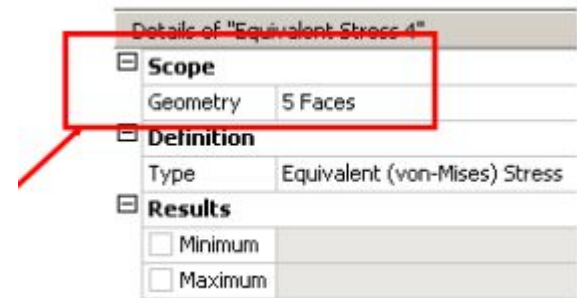 Details of "Equivalent Stress 4"
Scope
Geometry 5 Faces
Definition
Type Equivalent (von-Mises) Stress
Results
Minimum
Maximum